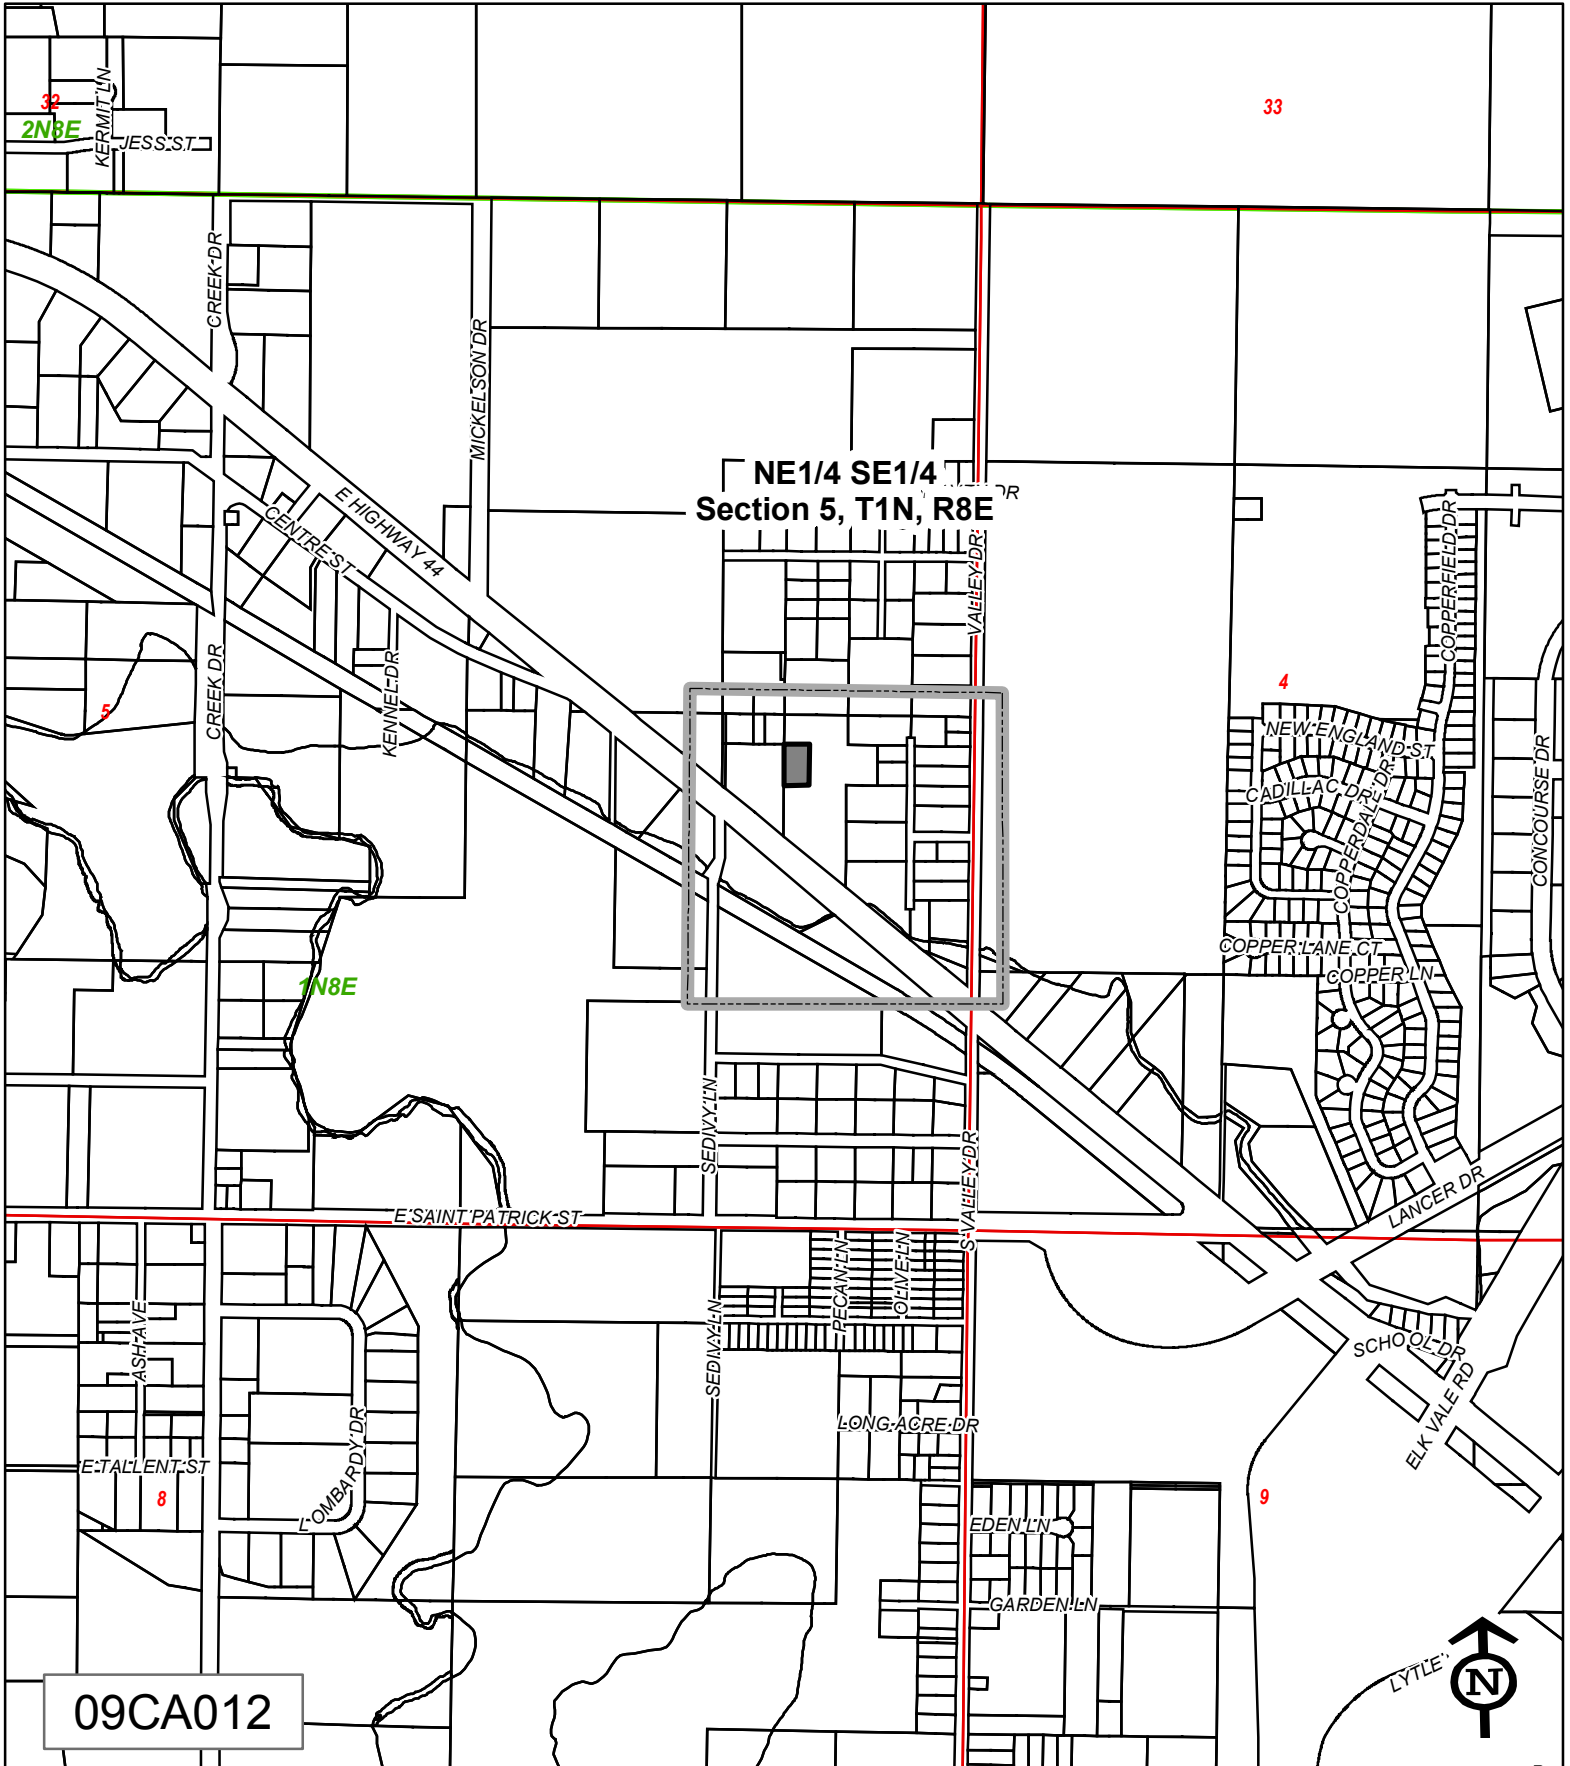 32
33
2N8E
KERMIT LN
JESS ST
CREEK DR
MICKELSON DR
NE1/4 SE1/4
Section 5, T1N, R8E
DR
E HIGHWAY 44
CENTRE ST
VALLEY DR
COPPERFIELD DR
CREEK DR
KENNEL DR
5
4
NEW ENGLAND ST
CADILLAC DR
COPPERDALE DR
CONCOURSE DR
COPPER LANE CT
COPPER LN
1N8E
SEDIVY LN
S VALLEY DR
LANCER DR
E SAINT PATRICK ST
PECAN LN
OLIVE LN
ASH AVE
SEDIVY LN
SCHOOL DR
ELK VALE RD
LONG ACRE DR
E TALLENT ST
LOMBARDY DR
8
9
EDEN LN
GARDEN LN
LYTLE
N
09CA012